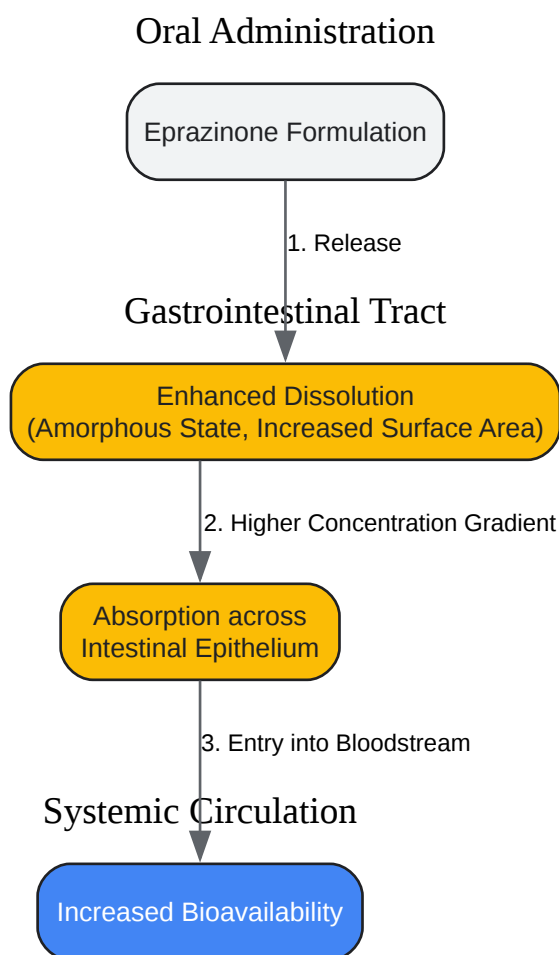 Oral Administration
Eprazinone Formulation
1. Release
Gastrointestinal Tract
Enhanced Dissolution
(Amorphous State, Increased Surface Area)
2. Higher Concentration Gradient
Absorption across
Intestinal Epithelium
3. Entry into Bloodstream
Systemic Circulation
Increased Bioavailability